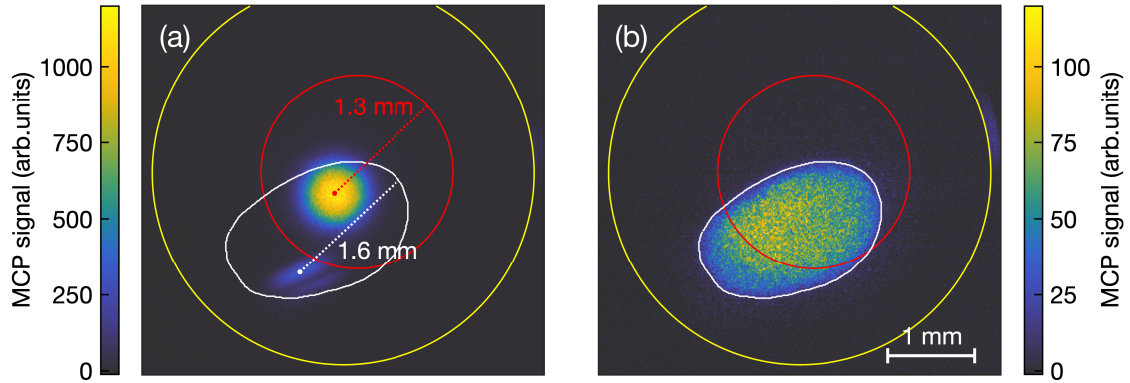 MCP signal (arb.units)
1000
750
500
250
0
(a)
1.3 mm
1.6 mm
(b)
1 mm
100
75
50
25
0
MCP signal (arb.units)